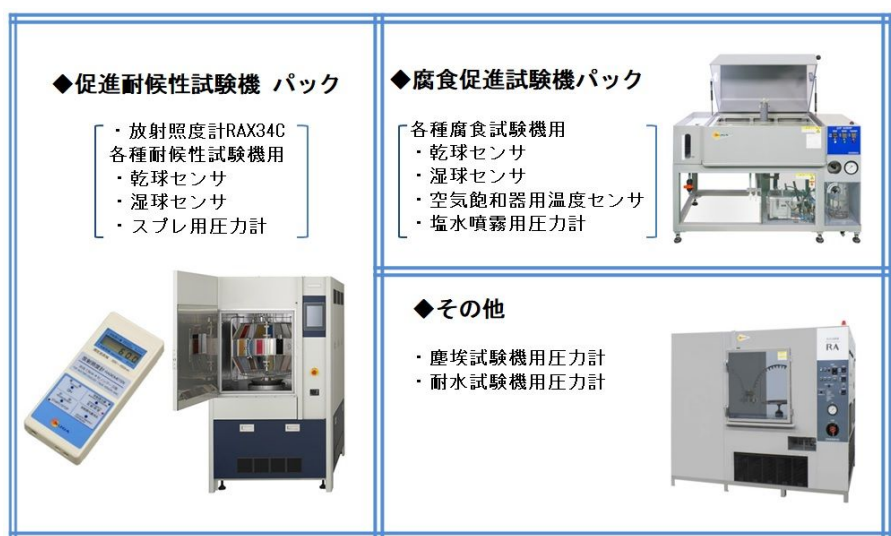 ◆促進耐候性試験機 パック
・放射照度計RAX34C
各種耐候性試験機用
・乾球センサ
・湿球センサ
・スプレ用圧力計
◆腐食促進試験機パック
各種腐食試験機用
・乾球センサ
・湿球センサ
・空気飽和器用温度センサ
・塩水噴霧用圧力計
◆その他
・塵埃試験機用圧力計
・耐水試験機用圧力計
600
RA